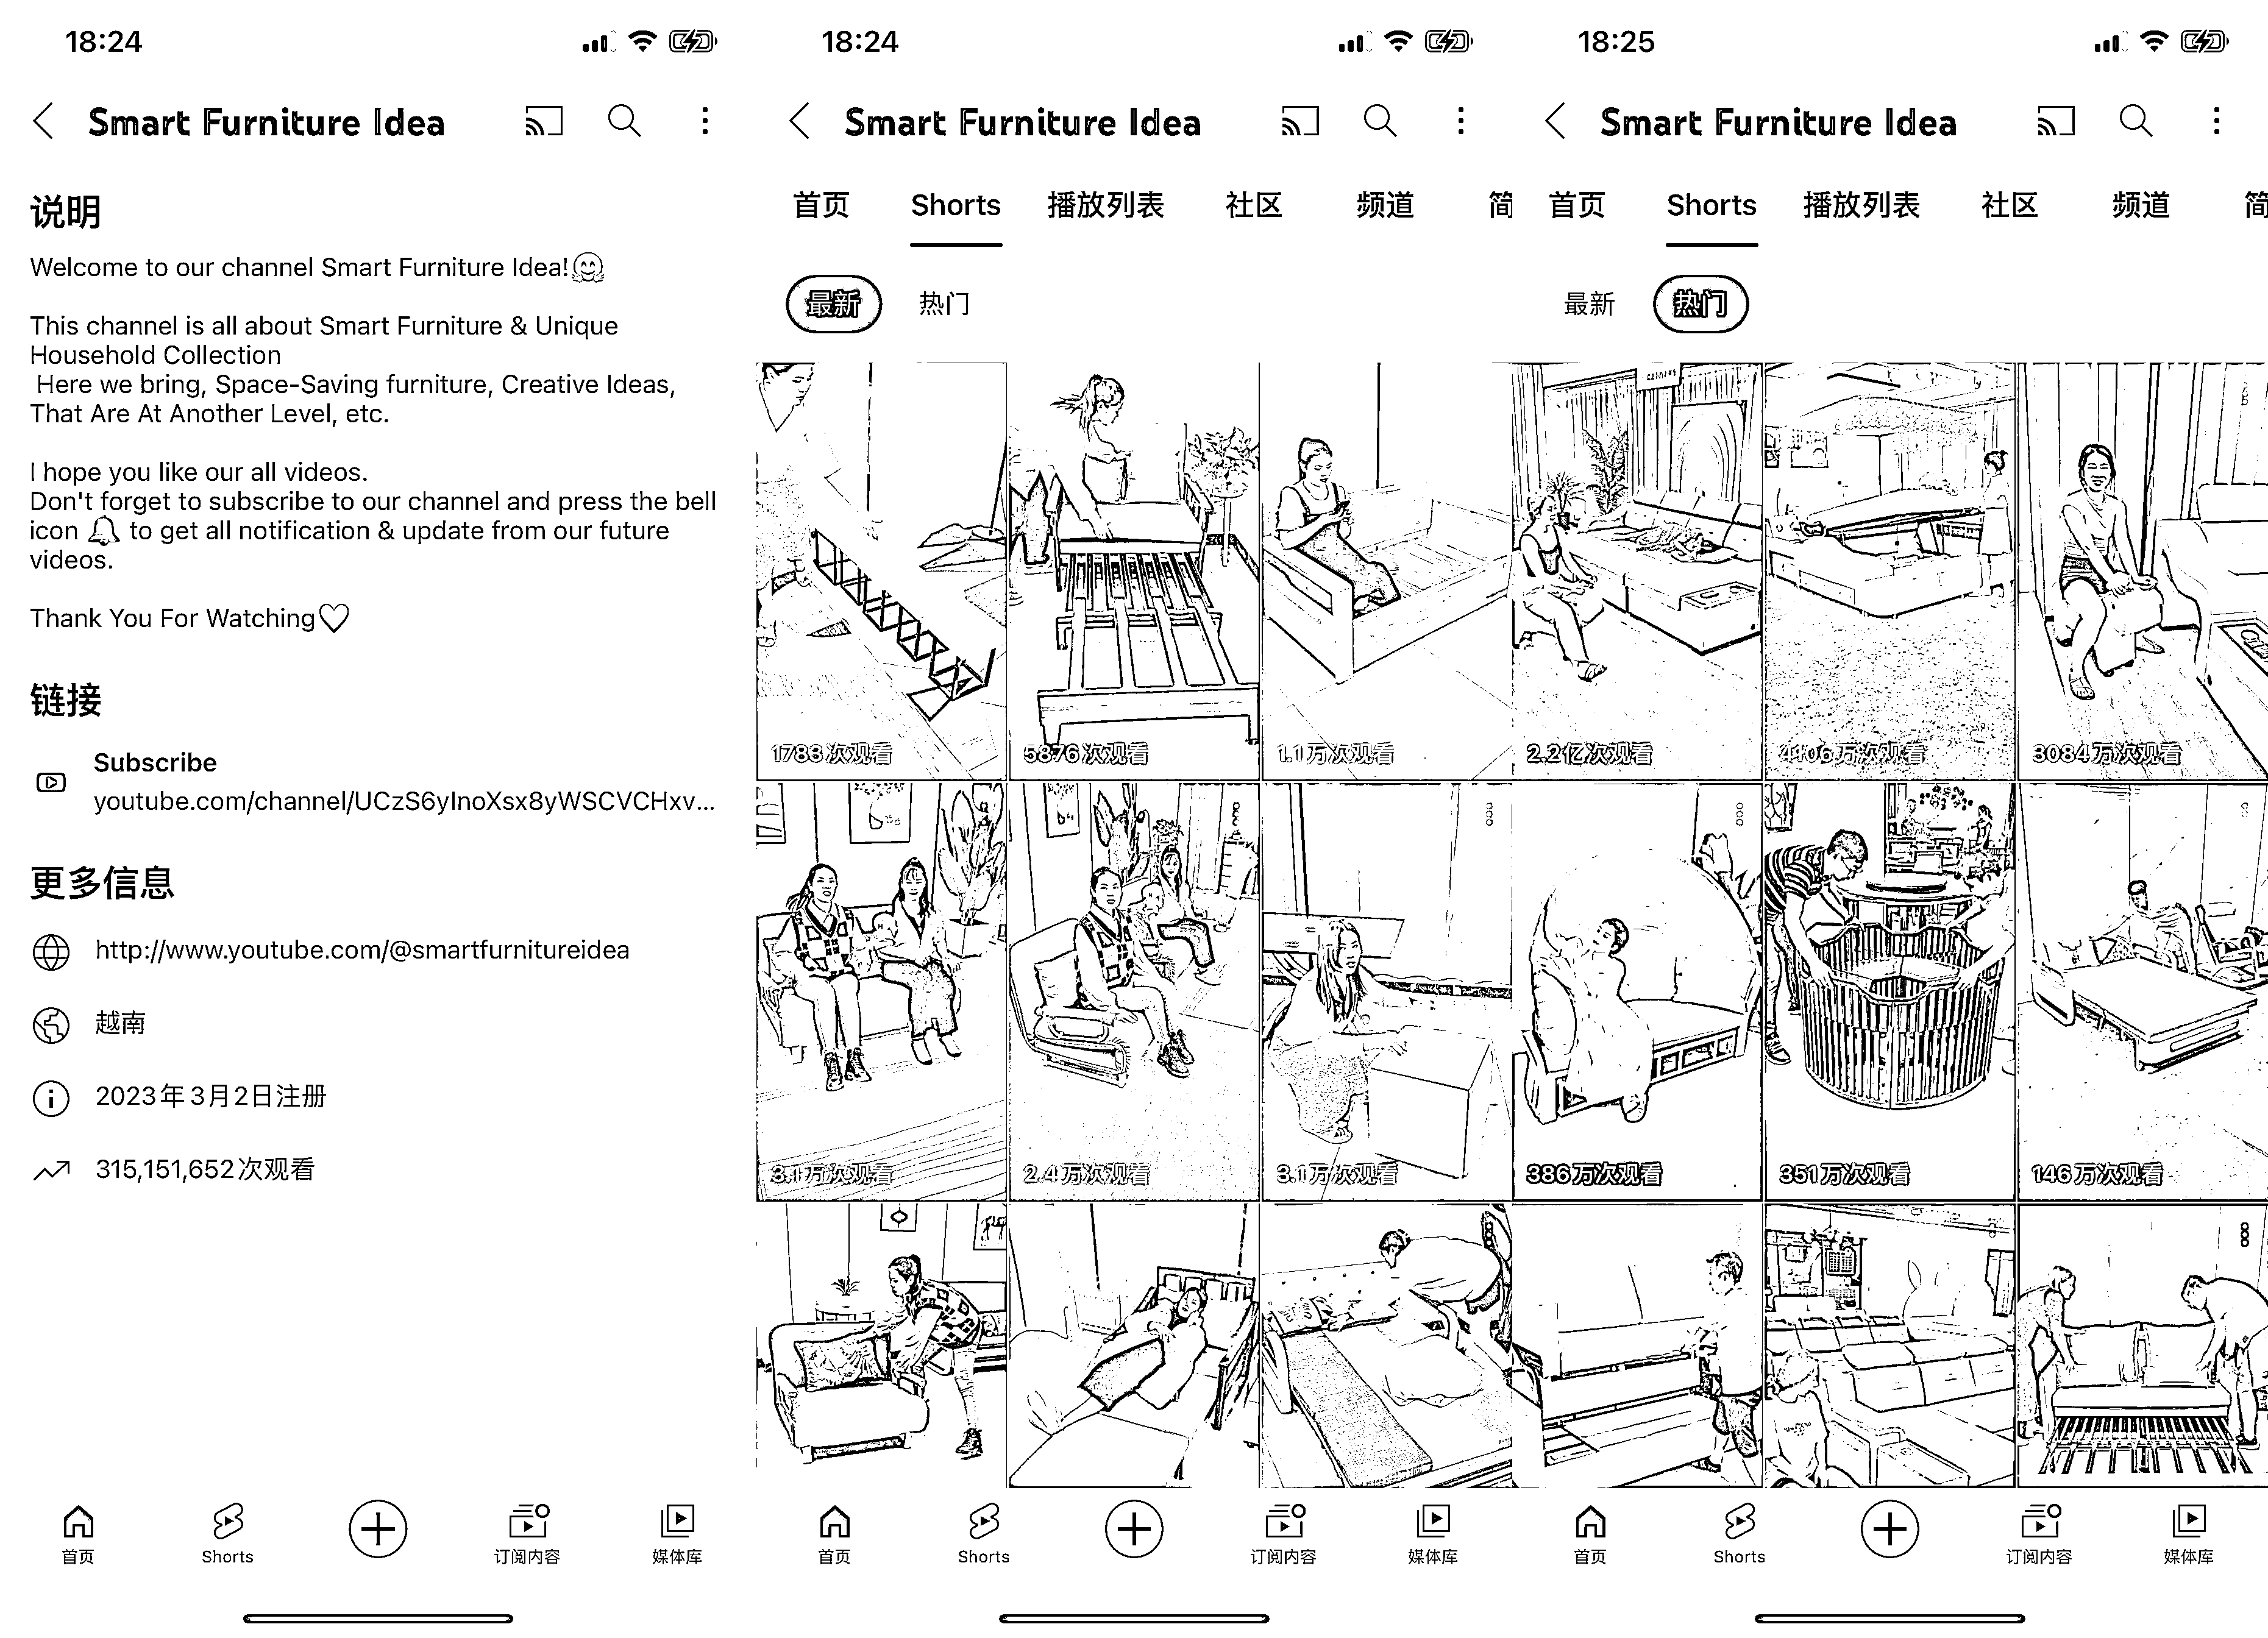 18:24
Smart Furniture Idea
说明
Welcome to our channel Smart Furniture Idea!🤗
This channel is all about Smart Furniture & Unique
Household Collection
Here we bring, Space-Saving furniture, Creative Ideas,
That Are At Another Level, etc.
I hope you like our all videos.
Don't forget to subscribe to our channel and press the bell
icon 🔔 to get all notification & update from our future
videos.
Thank You For Watching♡
链接
Subscribe
youtube.com/channel/UCzS6yInoXsx8yWSCVCHxv...
更多信息
http://www.youtube.com/@smartfurnitureidea
越南
2023年3月2日注册
315,151,652次观看
首页
Shorts
订阅内容
媒体库
18:24
Smart Furniture Idea
首页 Shorts 播放列表 社区 频道 简
最新 热门
1783次观看 5876次观看 1.1万次观看
3.1万次观看 2.4万次观看 3.1万次观看
首页
Shorts
订阅内容
媒体库
18:25
Smart Furniture Idea
首页 Shorts 播放列表 社区 频道 简
最新 热门
2.2亿次观看 4106万次观看 3084万次观看
386万次观看 351万次观看 146万次观看
首页
Shorts
订阅内容
媒体库